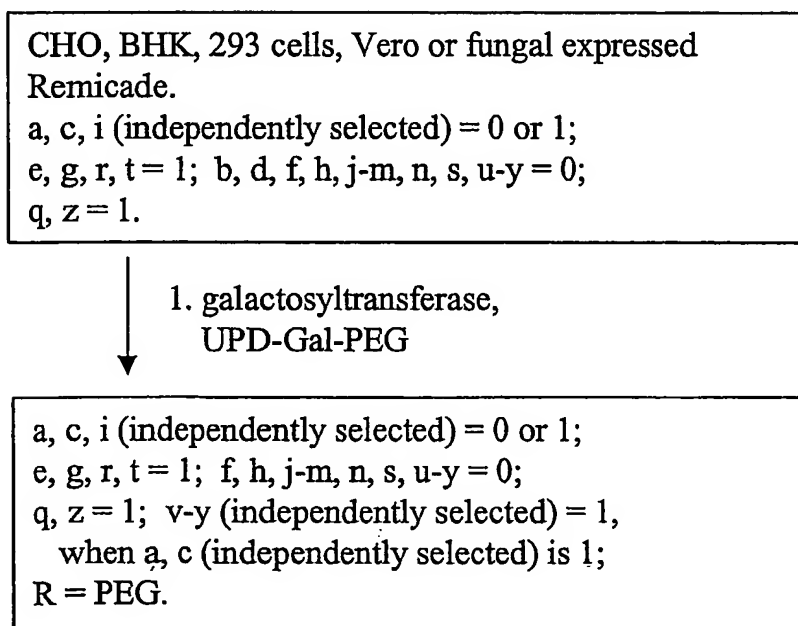 CHO, BHK, 293 cells, Vero or fungal expressed
Remicade.
a, c, i (independently selected) = 0 or 1;
e, g, r, t = 1; b, d, f, h, j-m, n, s, u-y = 0;
q, z = 1.
1. galactosyltransferase,
UPD-Gal-PEG
a, c, i (independently selected) = 0 or 1;
e, g, r, t = 1; f, h, j-m, n, s, u-y = 0;
q, z = 1; v-y (independently selected) = 1,
when a, c (independently selected) is 1;
R = PEG.